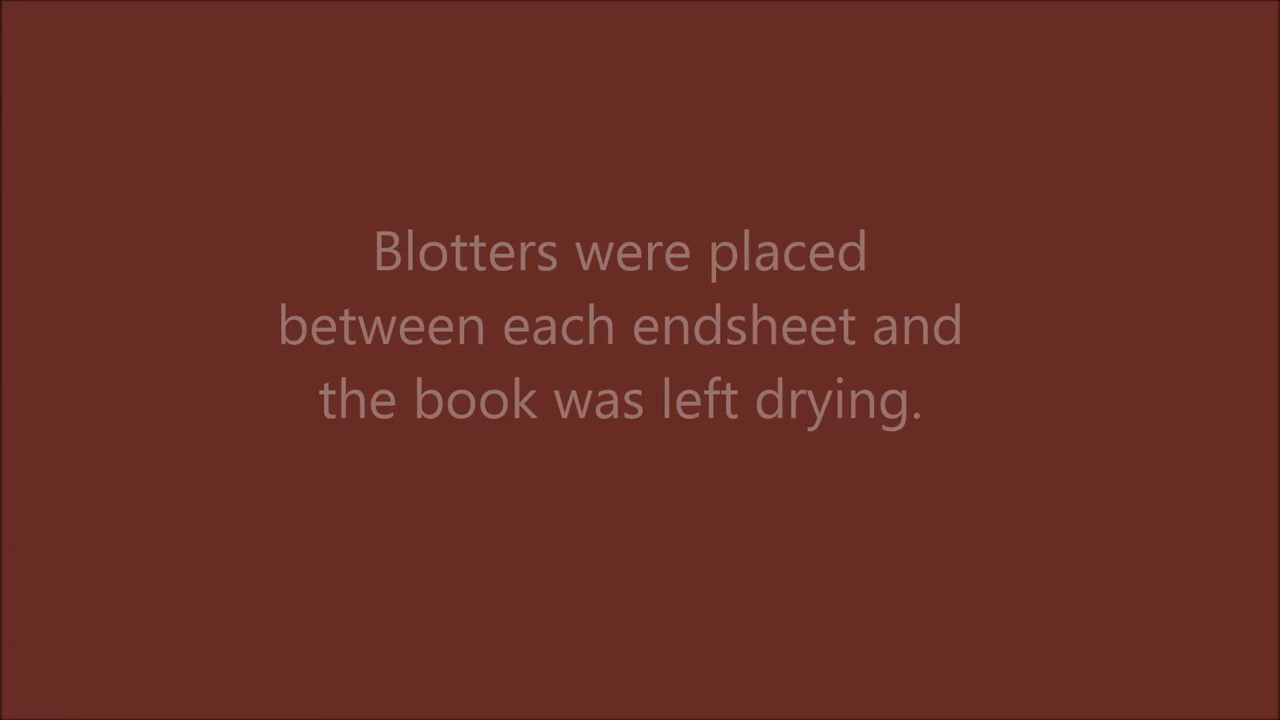 Blotters were placed
between each endsheet and
the book was left drying.